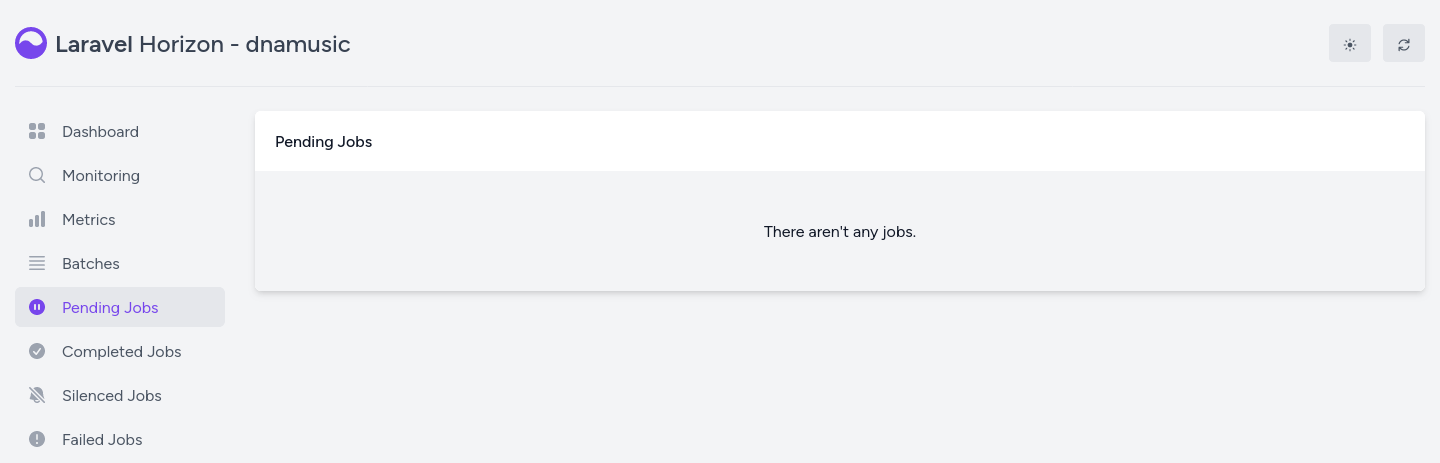 Laravel Horizon - dnamusic
Dashboard
Monitoring
Metrics
Batches
Pending Jobs
Completed Jobs
Silenced Jobs
Failed Jobs
Pending Jobs
There aren't any jobs.